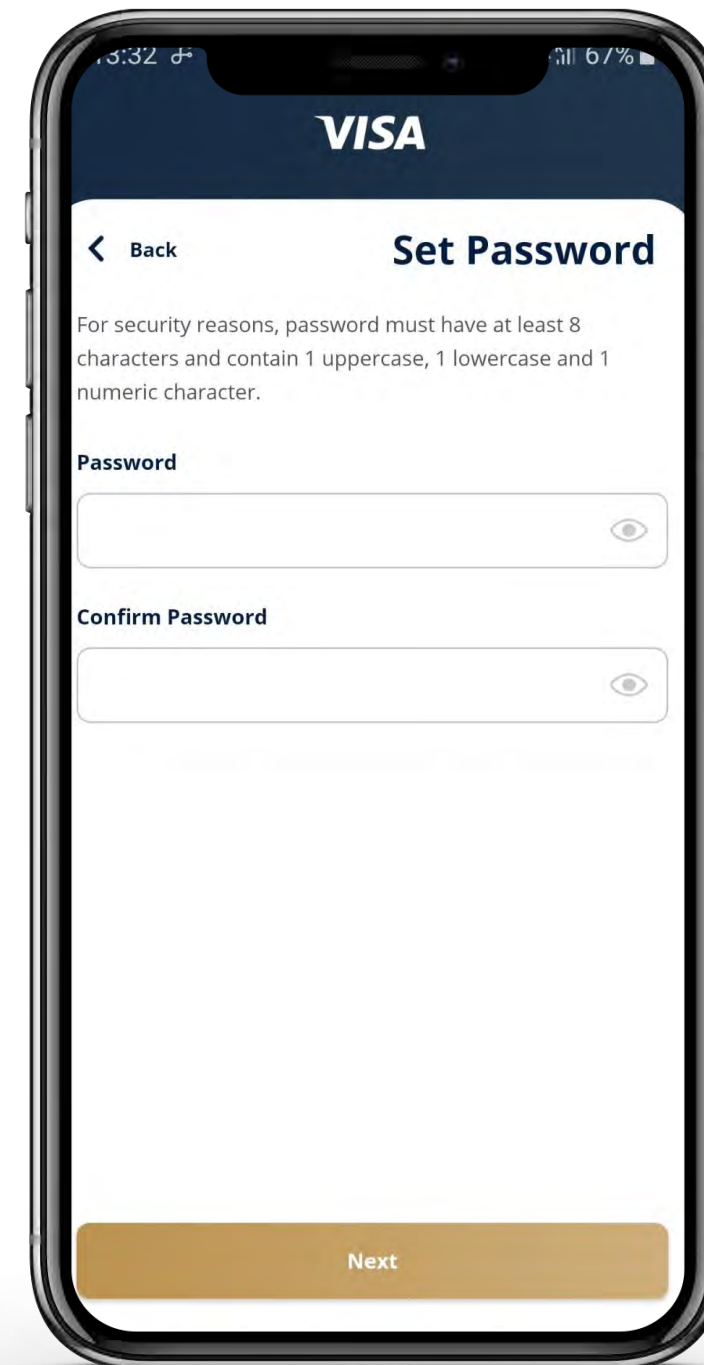 13:32 67%
VISA
Back
Set Password
For security reasons, password must have at least 8
characters and contain 1 uppercase, 1 lowercase and 1
numeric character.
Password
Confirm Password
Next